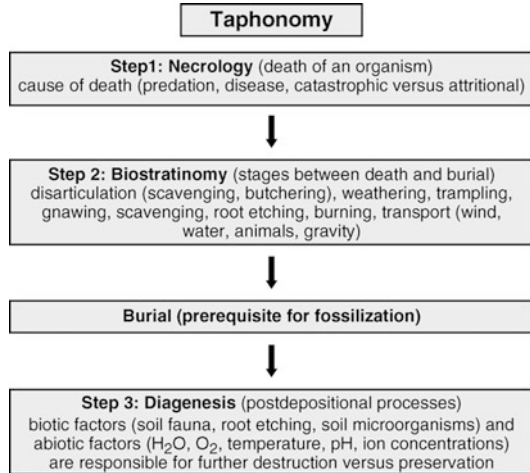 Taphonomy
Step1: Necrology (death of an organism)
cause of death (predation, disease, catastrophic versus attritional)
Step 2: Biostratinomy (stages between death and burial)
disarticulation (scavenging, butchering), weathering, trampling,
gnawing, scavenging, root etching, burning, transport (wind,
water, animals, gravity)
Burial (prerequisite for fossilization)
Step 3: Diagenesis (postdepositional processes)
biotic factors (soil fauna, root etching, soil microorganisms) and
abiotic factors (H₂O, O₂, temperature, pH, ion concentrations)
are responsible for further destruction versus preservation